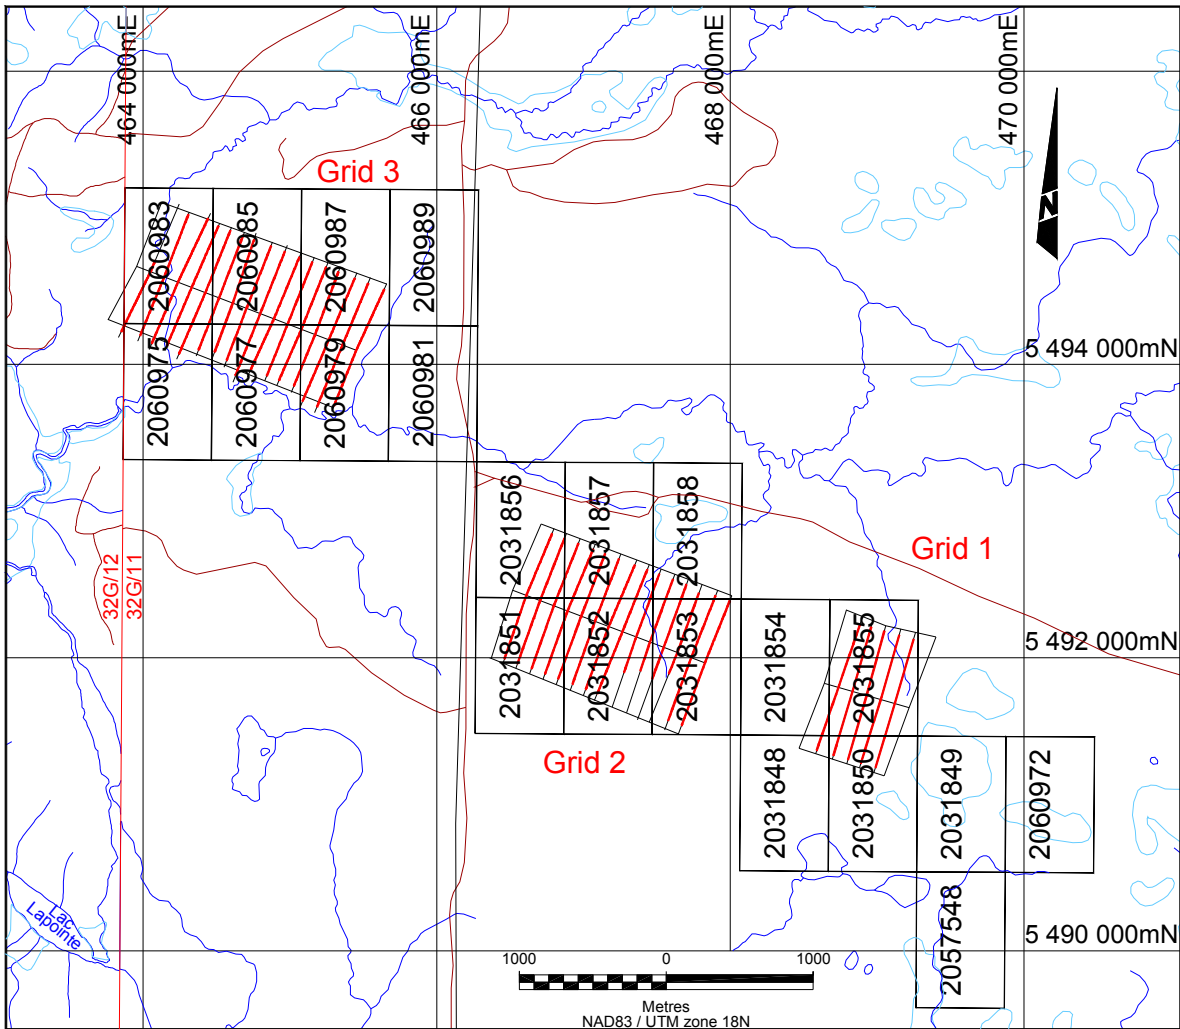 464 000mE
466 000mE
468 000mE
470 000mE
Grid 3
2060983
2060985
2060987
2060989
N
5 494 000mN
2060975
2060977
2060979
2060981
2031856
2031857
2031858
Grid 1
32G/12
32G/11
2031851
2031852
2031853
2031854
2031855
5 492 000mN
Grid 2
2031848
2031850
2031849
2060972
Lac
Lapointe
2057548
5 490 000mN
1000 0 1000
Metres
NAD83 / UTM zone 18N